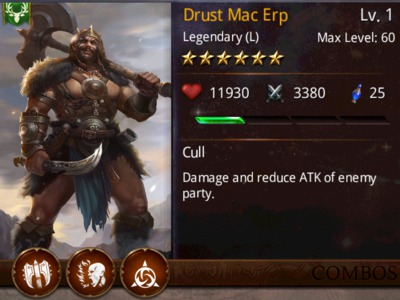 Drust Mac Erp Lv. 1
Legendary (L) Max Level: 60
11930 3380 25
Cull
Damage and reduce ATK of enemy
party.
COMBOS